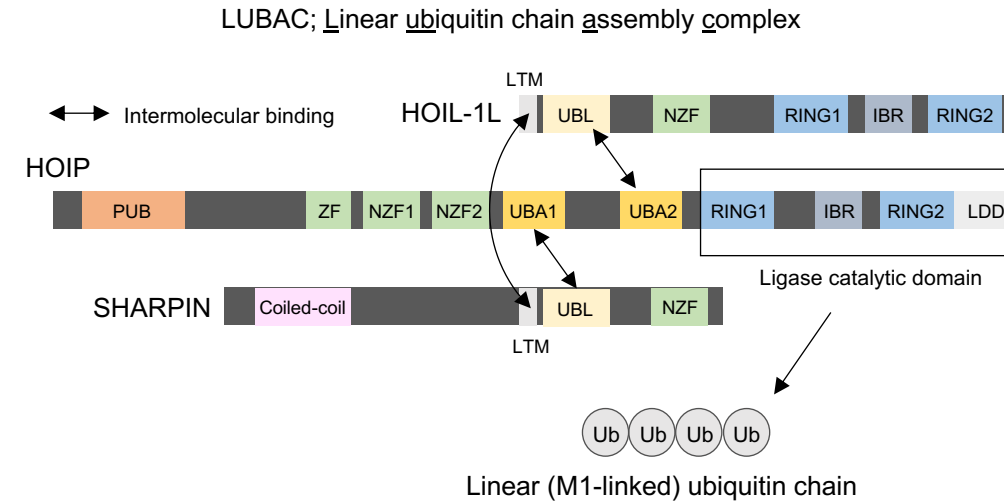 LUBAC; Linear ubiquitin chain assembly complex
LTM
Intermolecular binding
HOIL-1L
UBL
NZF
RING1
IBR
RING2
HOIP
PUB
ZF
NZF1
NZF2
UBA1
UBA2
RING1
IBR
RING2
LDD
Ligase catalytic domain
SHARPIN
Coiled-coil
UBL
NZF
LTM
Ub Ub Ub Ub
Linear (M1-linked) ubiquitin chain